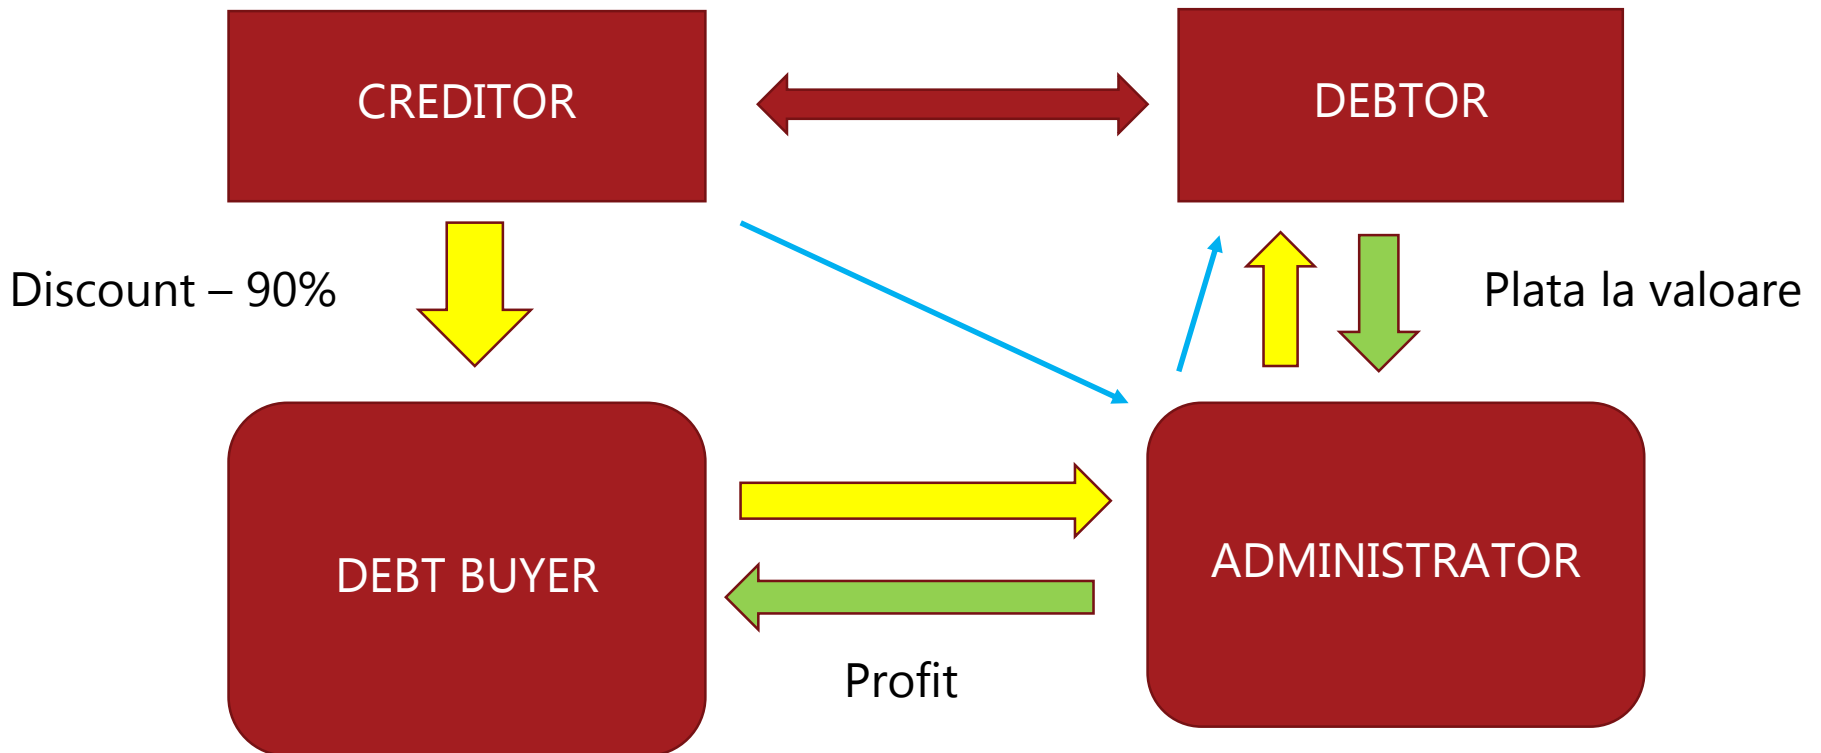 CREDITOR
DEBTOR
Discount – 90%
Plata la valoare
DEBT BUYER
ADMINISTRATOR
Profit